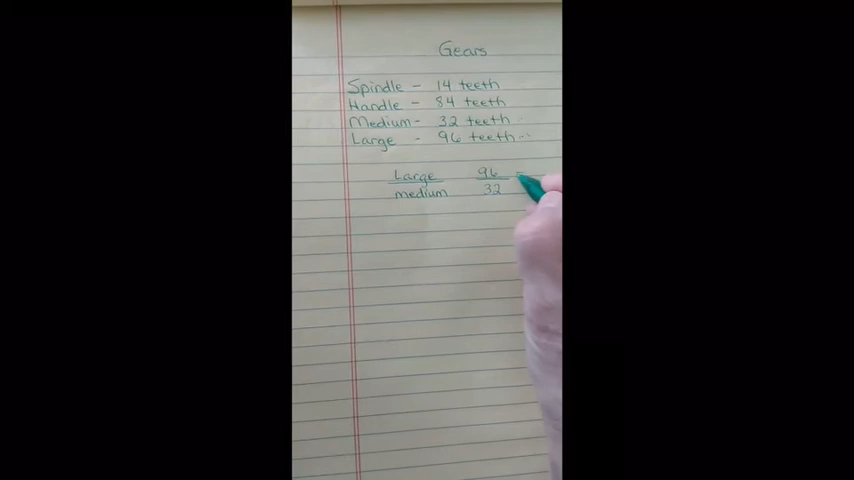 Gears
Spindle - 14 teeth
Handle - 84 teeth
Medium - 32 teeth
Large - 96 teeth
Large 96 =
medium 32